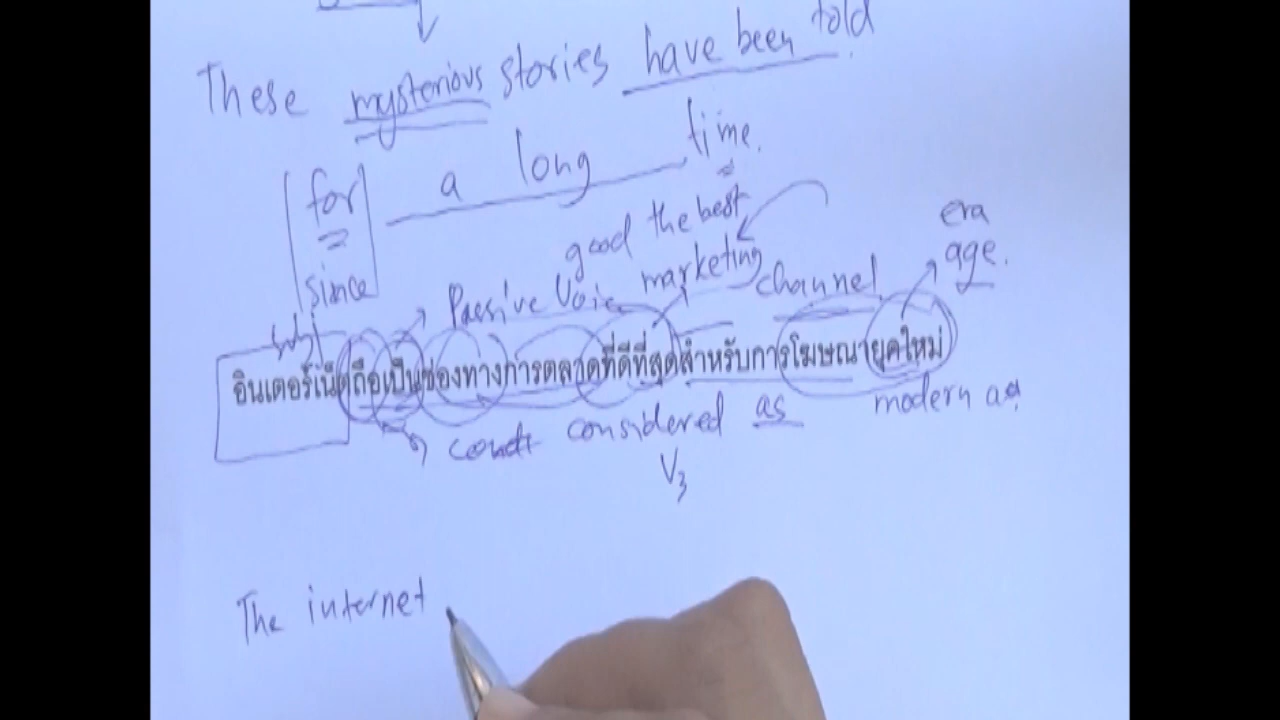 These mysterious stories have been told
for a long time.
since
good the best
era
Passive Voice marketing channel age.
อินเตอร์เน็ตถือเป็นช่องทางการตลาดที่ดีที่สุดสำหรับการโฆษณายุคใหม่
considered as modern
V3
The internet